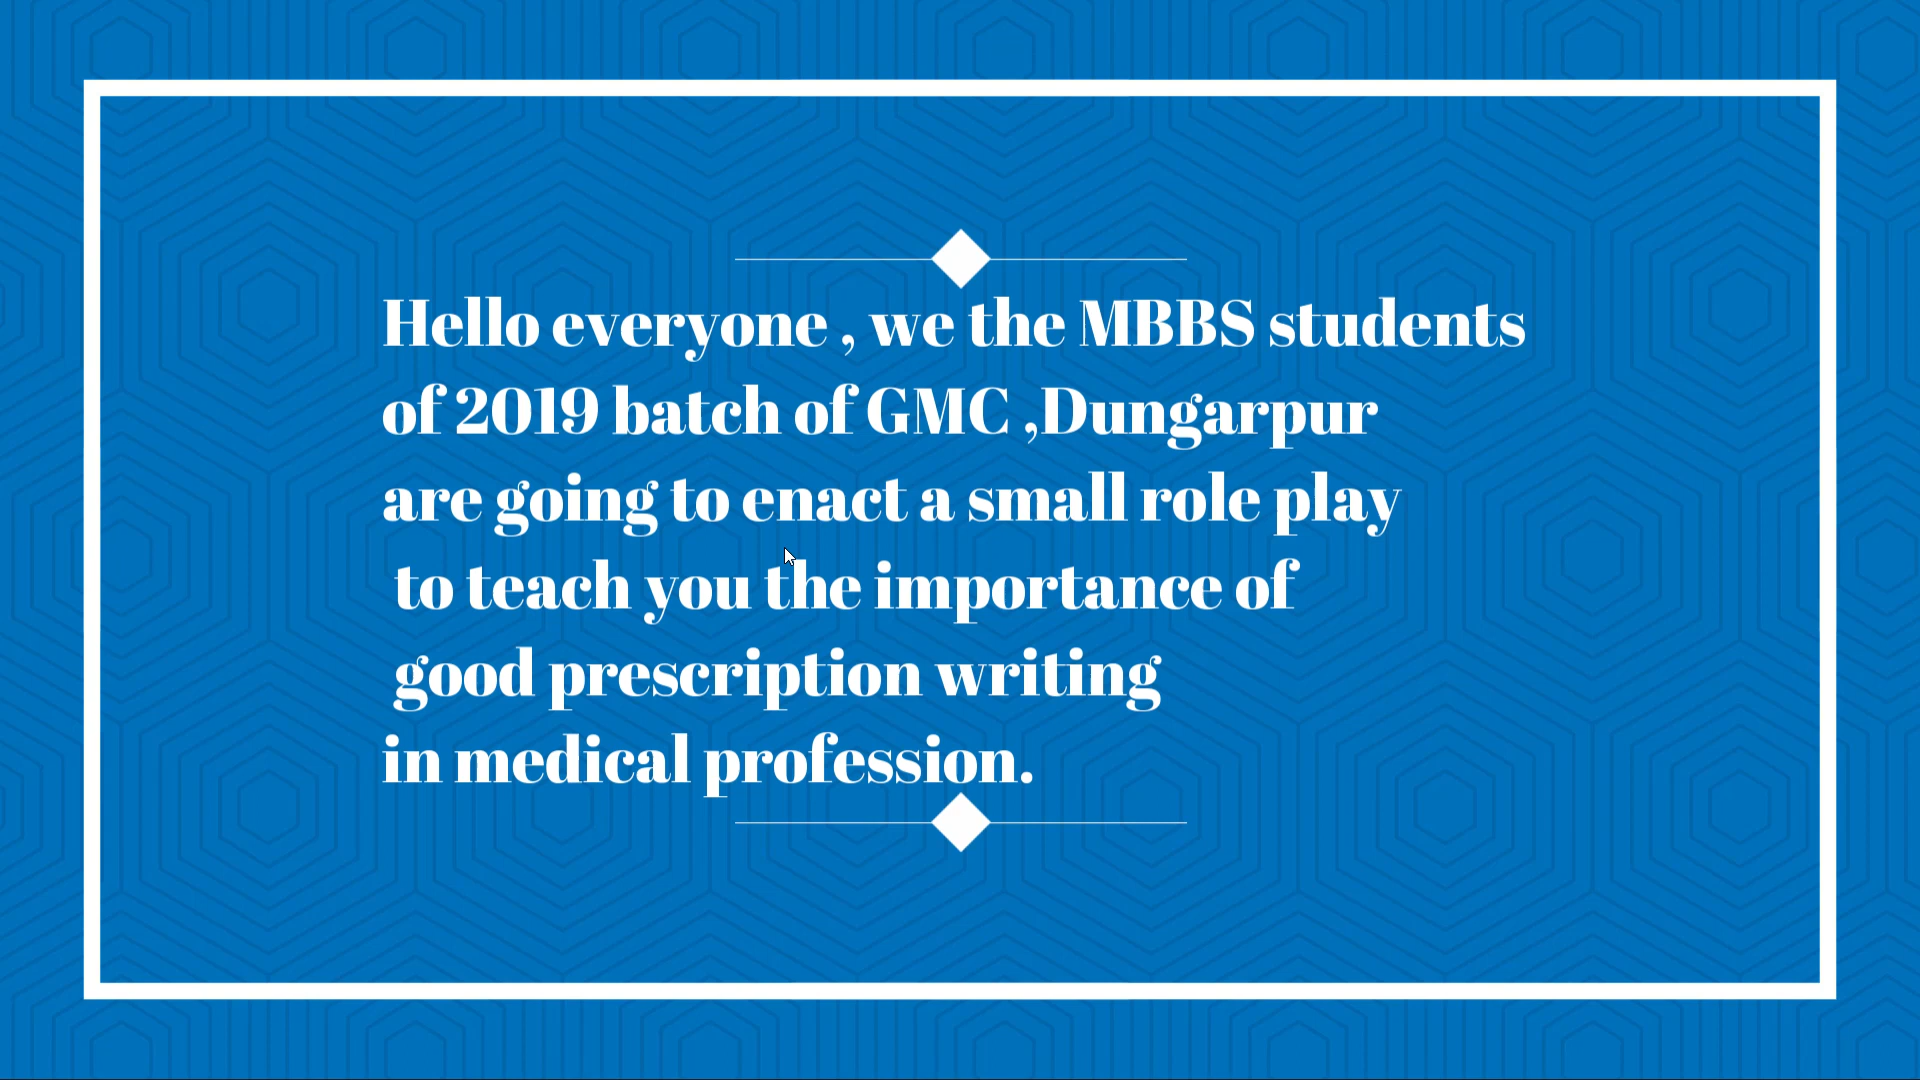 Hello everyone , we the MBBS students
of 2019 batch of GMC ,Dungarpur
are going to enact a small role play
to teach you the importance of
good prescription writing
in medical profession.